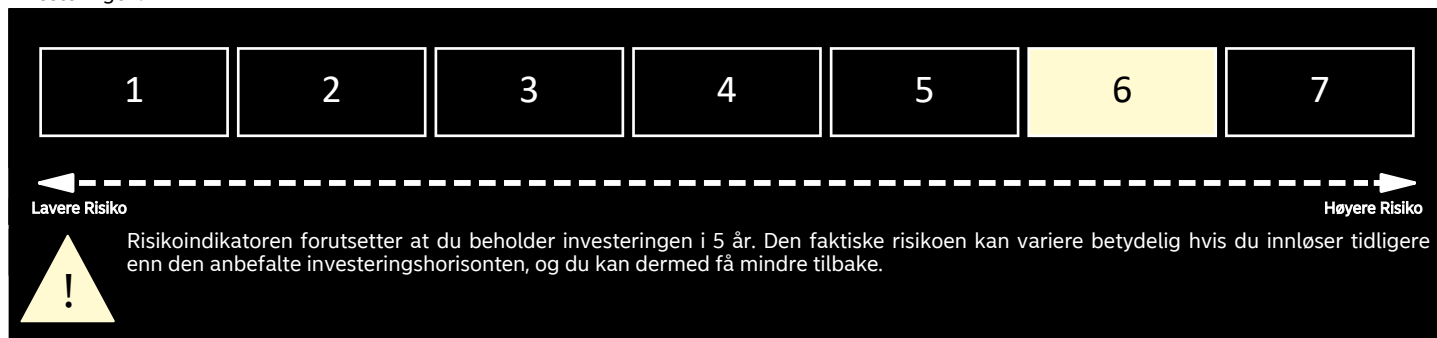 1 2 3 4 5 6 7
Lavere Risiko Høyere Risiko
Risikoindikatoren forutsetter at du beholder investeringen i 5 år. Den faktiske risikoen kan variere betydelig hvis du innløser tidligere
enn den anbefalte investeringshorisonten, og du kan dermed få mindre tilbake.
!